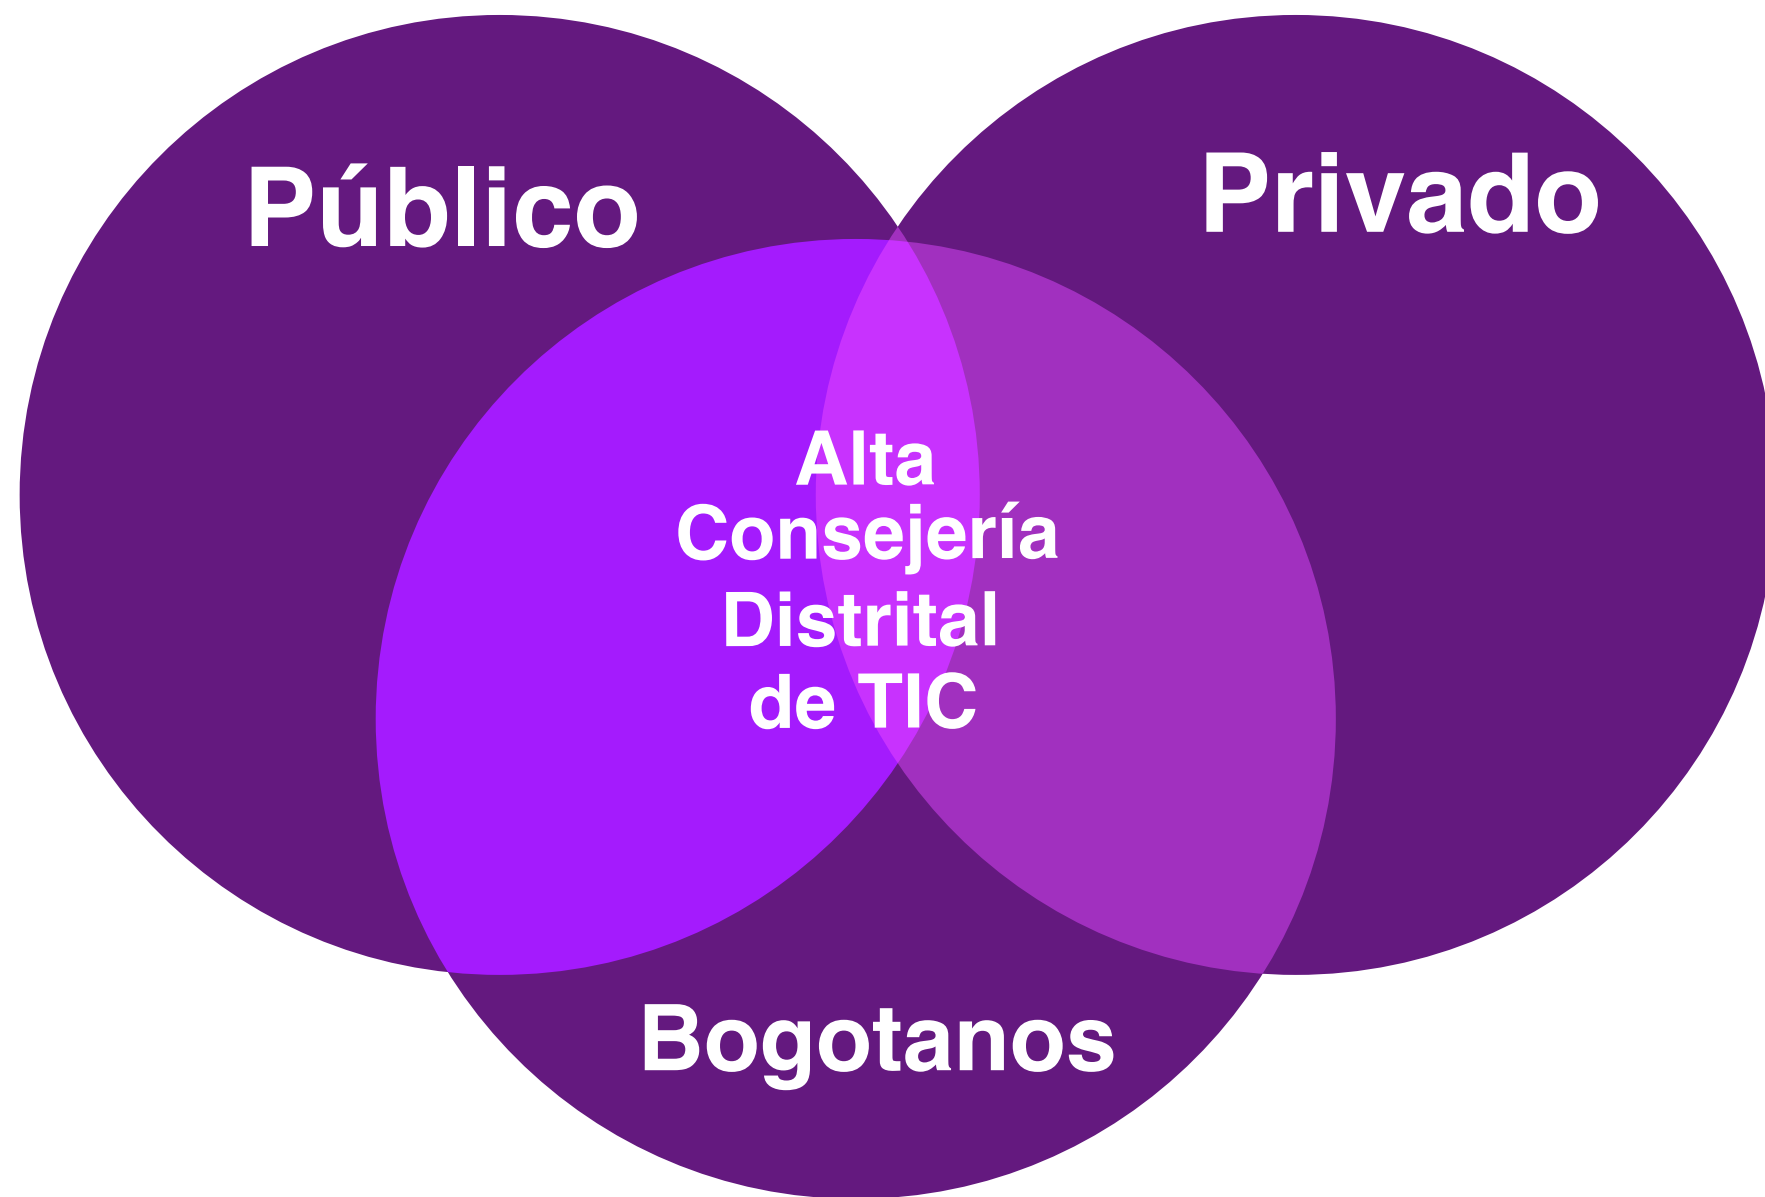 Público
Privado
Alta
Consejería
Distrital
de TIC
Bogotanos